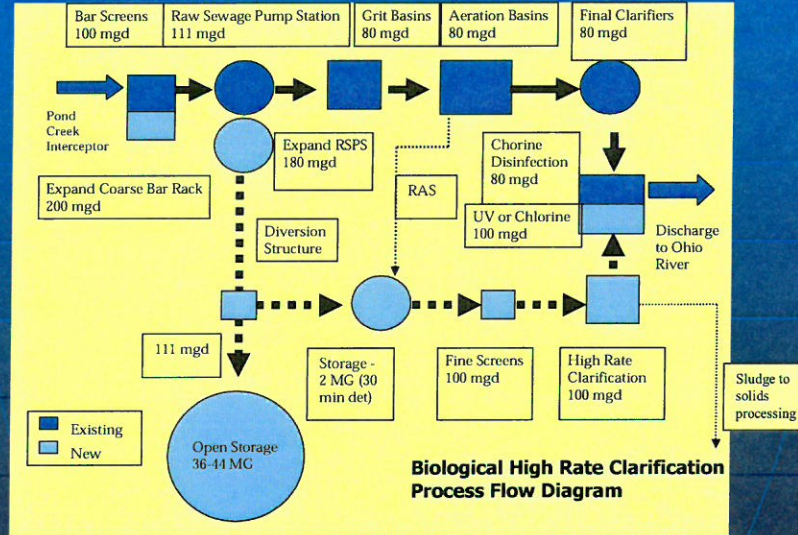 Bar Screens
100 mgd
Raw Sewage Pump Station
111 mgd
Grit Basins
80 mgd
Aeration Basins
80 mgd
Final Clarifiers
80 mgd
Pond
Creek
Interceptor
Expand RSPS
180 mgd
Chorine
Disinfection
80 mgd
Expand Coarse Bar Rack
200 mgd
RAS
UV or Chlorine
100 mgd
Discharge
to Ohio
River
Diversion
Structure
111 mgd
Storage -
2 MG (30
min det)
Fine Screens
100 mgd
High Rate
Clarification
100 mgd
Sludge to
solids
processing
Existing
New
Open Storage
36-44 MG
Biological High Rate Clarification
Process Flow Diagram